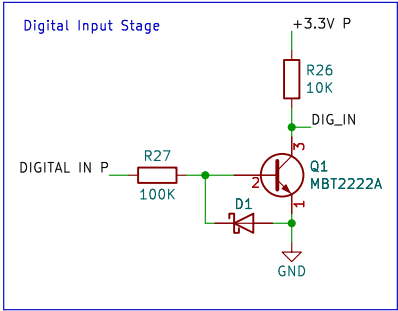 Digital Input Stage
+3.3V P
R26
10K
DIG_IN
3
R27
DIGITAL IN P
100K
2
Q1
MBT2222A
D1
1
GND